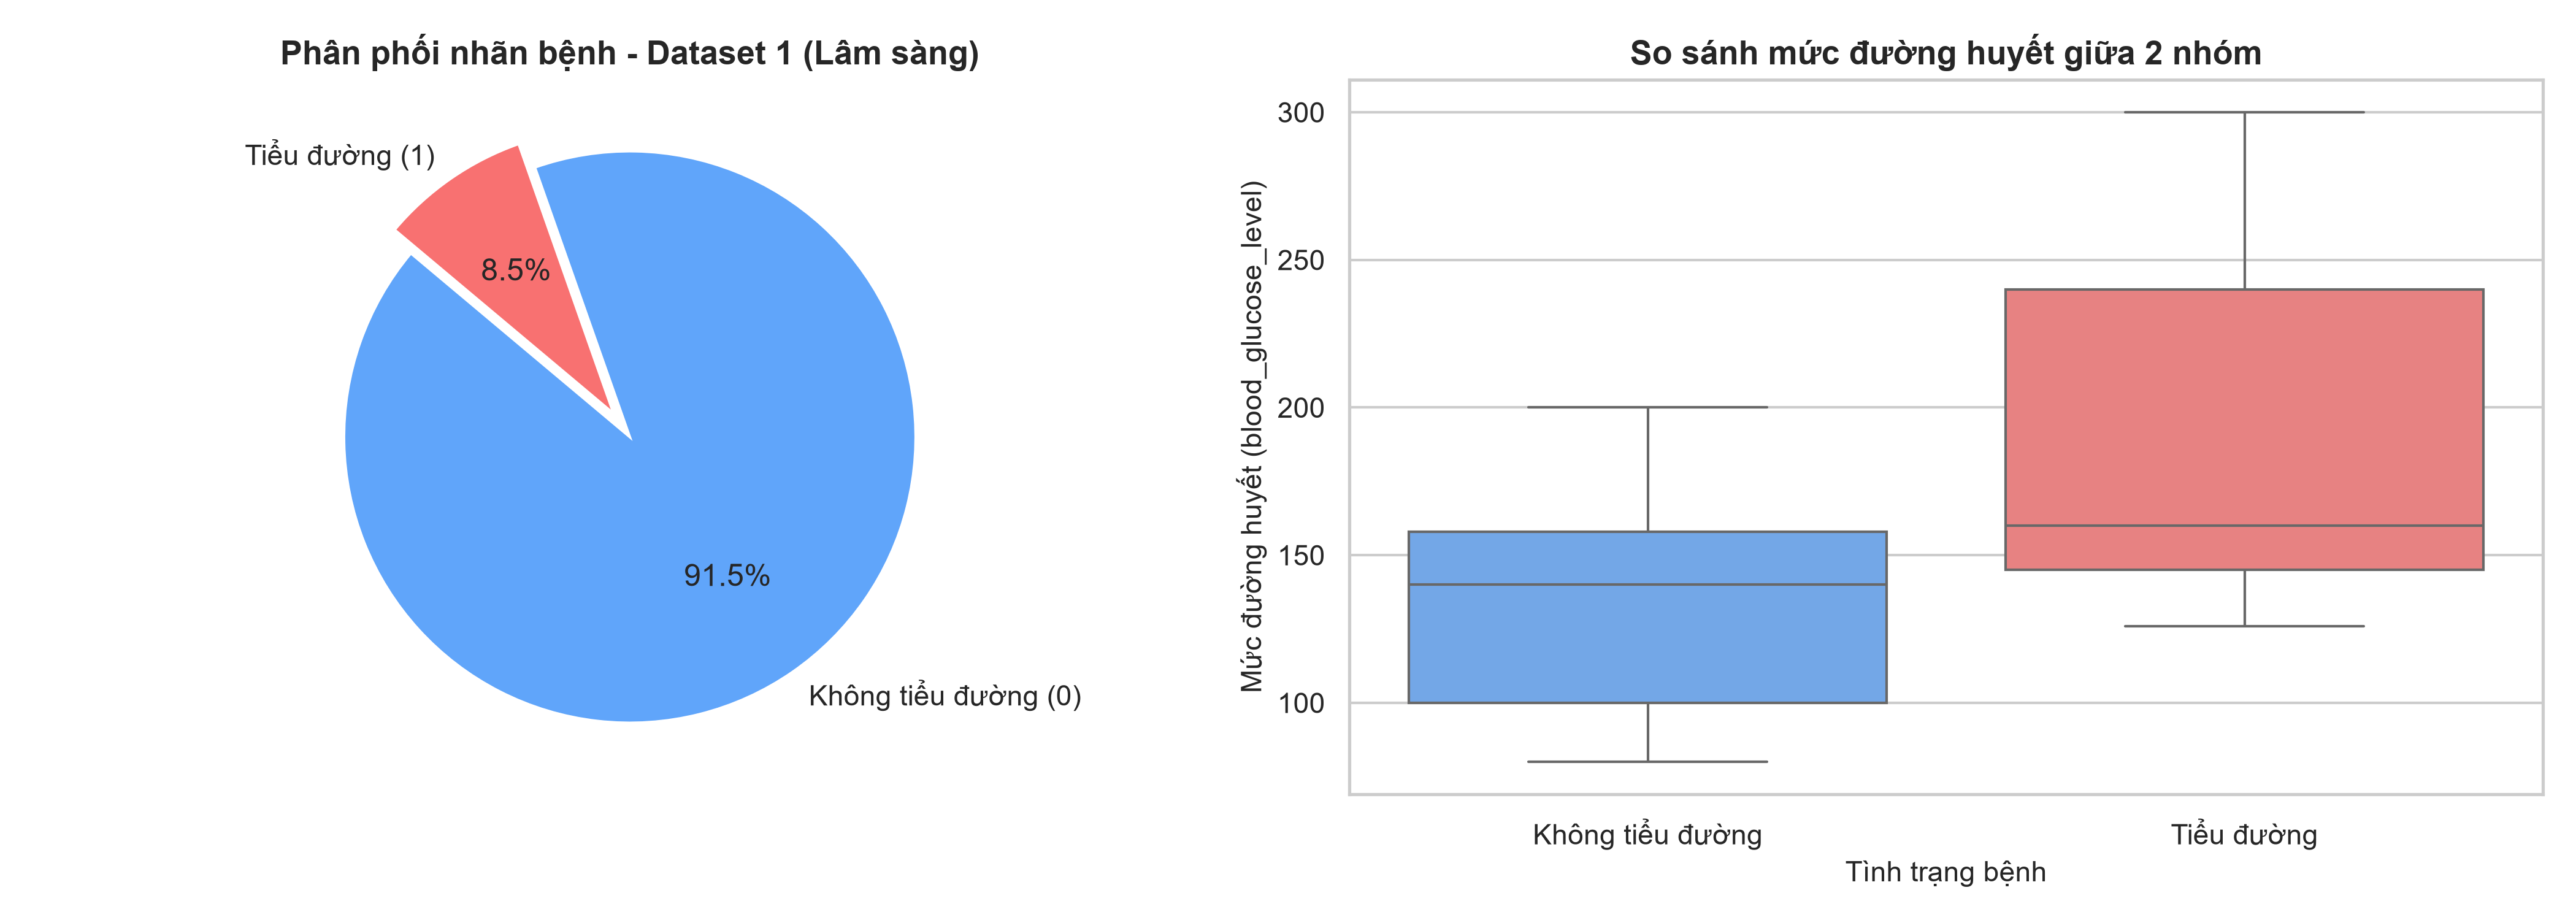 Phân phối nhãn bệnh - Dataset 1 (Lâm sàng)
Tiểu đường (1)
8.5%
91.5%
Không tiểu đường (0)
So sánh mức đường huyết giữa 2 nhóm
Mức đường huyết (blood_glucose_level)
300
250
200
150
100
Không tiểu đường
Tiểu đường
Tình trạng bệnh